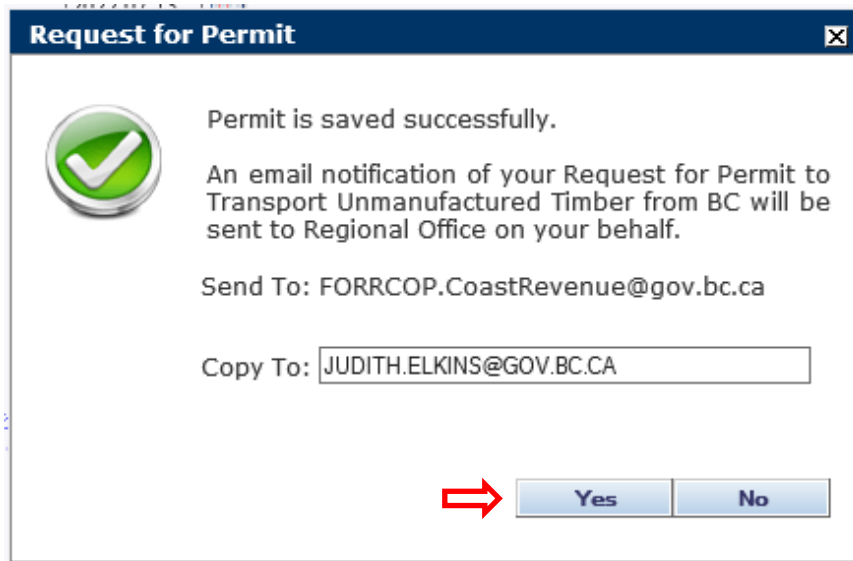 Request for Permit
Permit is saved successfully.
An email notification of your Request for Permit to
Transport Unmanufactured Timber from BC will be
sent to Regional Office on your behalf.
Send To: FORRCOP.CoastRevenue@gov.bc.ca
Copy To: JUDITH.ELKINS@GOV.BC.CA
Yes No